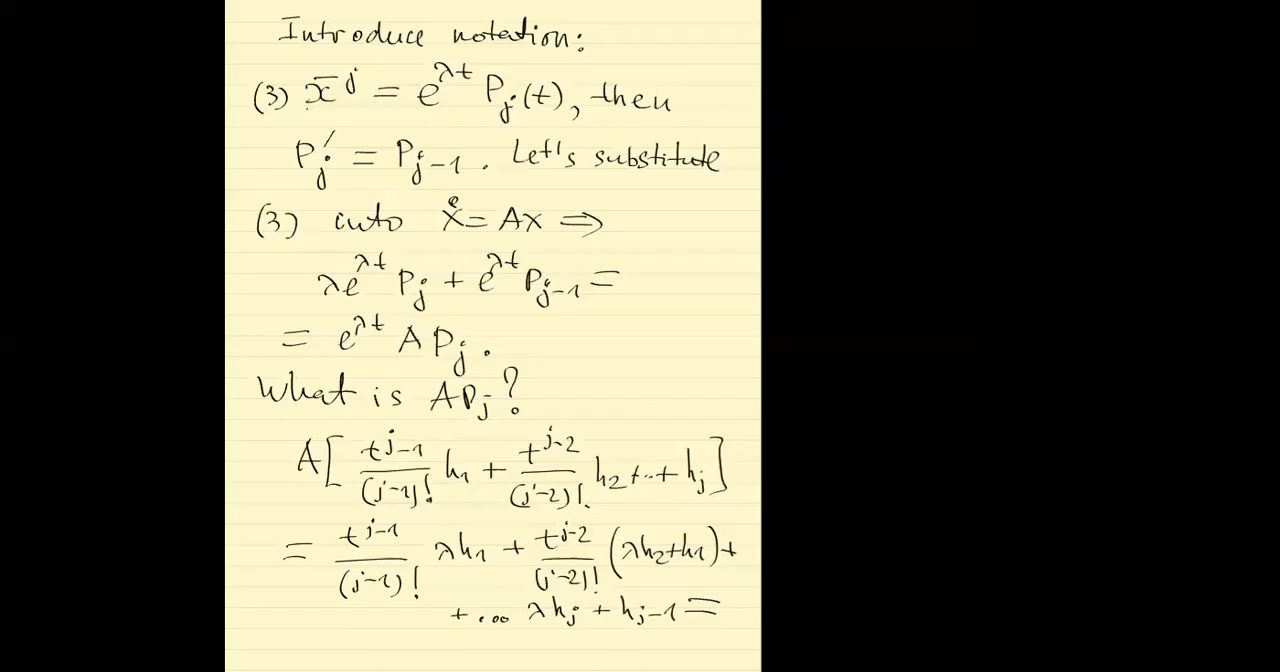 Introduce notation:
(3) x̄^j = e^{λt} P_j(t), then
P_j' = P_{j-1}. Let's substitute
(3) into ẋ = Ax ⇒
λe^{λt} P_j + e^{λt} P_{j-1} =
= e^{λt} A P_j.
What is AP_j?
A[ t^{j-1}/(j-1)! h_1 + t^{j-2}/(j-2)! h_2 +..+ h_j ]
= t^{j-1}/(j-1)! λh_1 + t^{j-2}/(j-2)! (λh_2+h_1) +
+ ... λh_j + h_{j-1} =